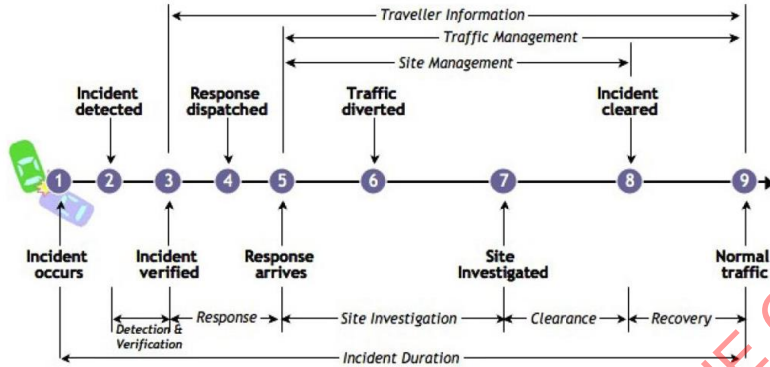 Traveller Information
Traffic Management
Site Management
Incident
detected
Response
dispatched
Traffic
diverted
Incident
cleared
1 2 3 4 5 6 7 8 9
Incident
occurs
Incident
verified
Response
arrives
Site
Investigated
Normal
traffic
Detection &
Verification
Response
Site Investigation
Clearance
Recovery
Incident Duration